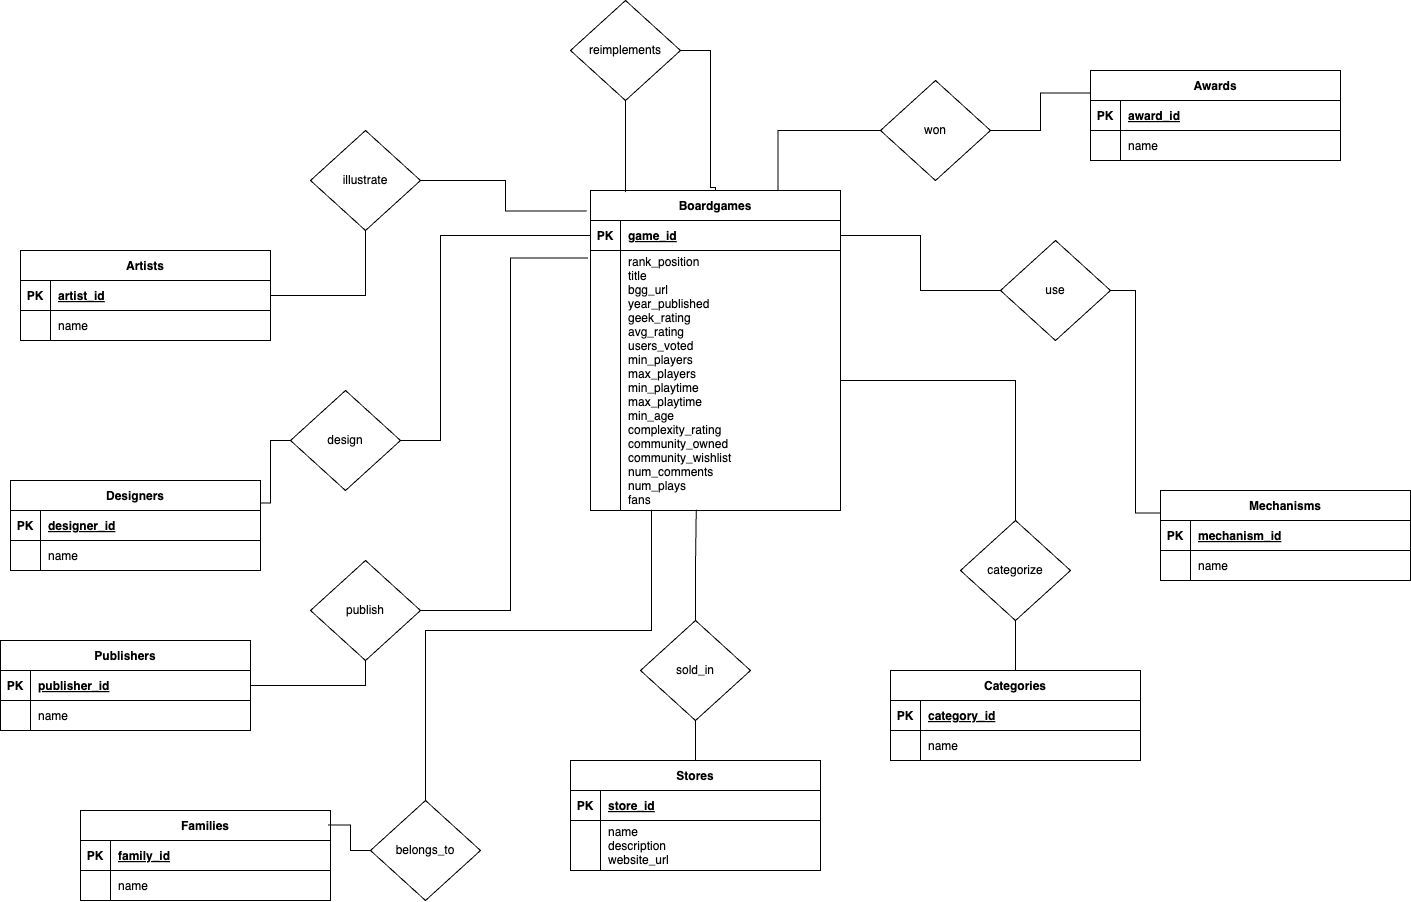 reimplements
Awards
PK award_id
name
won
illustrate
Boardgames
PK game_id
rank_position
title
bgg_url
year_published
geek_rating
avg_rating
users_voted
min_players
max_players
min_playtime
max_playtime
min_age
complexity_rating
community_owned
community_wishlist
num_comments
num_plays
fans
Artists
PK artist_id
name
use
design
Designers
PK designer_id
name
Mechanisms
PK mechanism_id
name
categorize
publish
Publishers
PK publisher_id
name
sold_in
Categories
PK category_id
name
Stores
PK store_id
name
description
website_url
Families
PK family_id
name
belongs_to